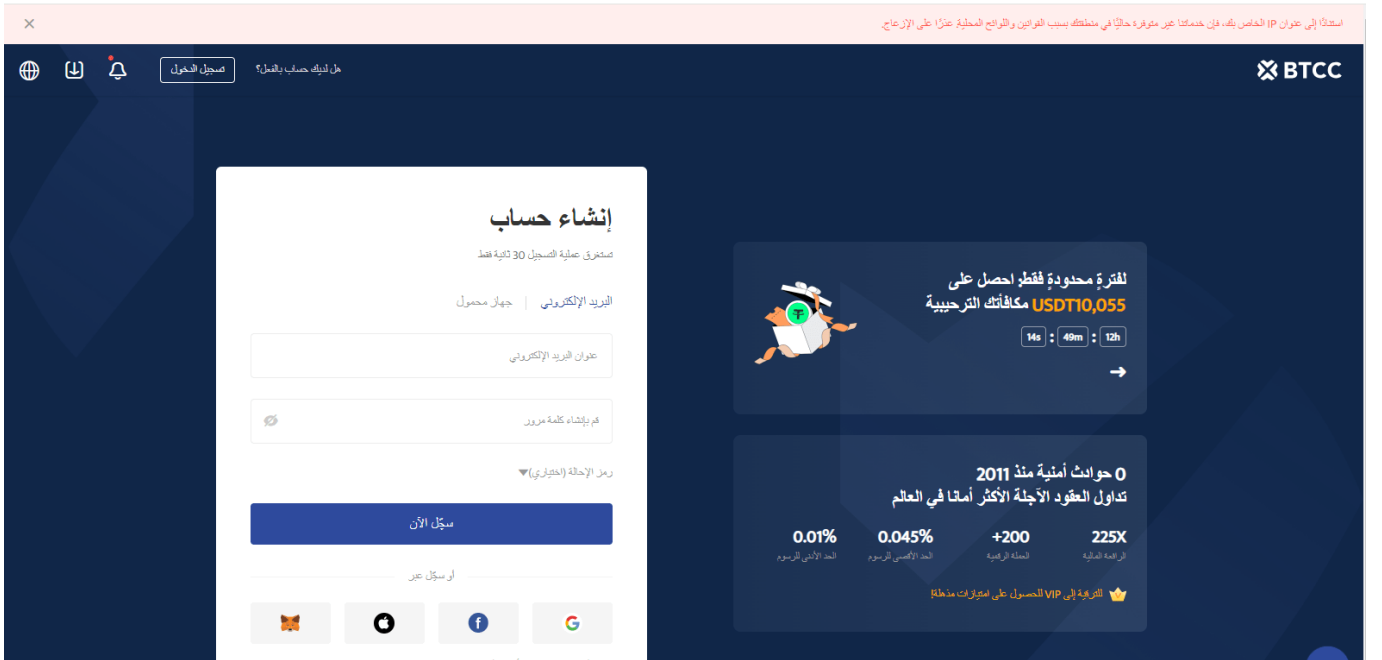 استنادًا إلى عنوان IP الخاص بك، فإن خدماتنا غير متوفرة حاليًا في منطقتك بسبب القوانين واللوائح المحلية. عذرًا على الإزعاج.
BTCC
هل لديك حساب بالفعل؟
تسجيل الدخول
إنشاء حساب
تستغرق عملية التسجيل 30 ثانية فقط
البريد الإلكتروني | جهاز محمول
عنوان البريد الإلكتروني
قم بإنشاء كلمة مرور
رمز الإحالة (اختياري)
سجّل الآن
أو سجّل عبر
لفترةٍ محدودةٍ فقط، احصل على
USDT10,055 مكافأتك الترحيبية
12h : 49m : 14s
0 حوادث أمنية منذ 2011
تداول العقود الآجلة الأكثر أمانا في العالم
225X +200 0.045% 0.01%
الرافعة المالية العملة الرقمية الحد الأقصى للرسوم الحد الأدنى للرسوم
للترقية إلى VIP للحصول على امتيازات مذهلة!